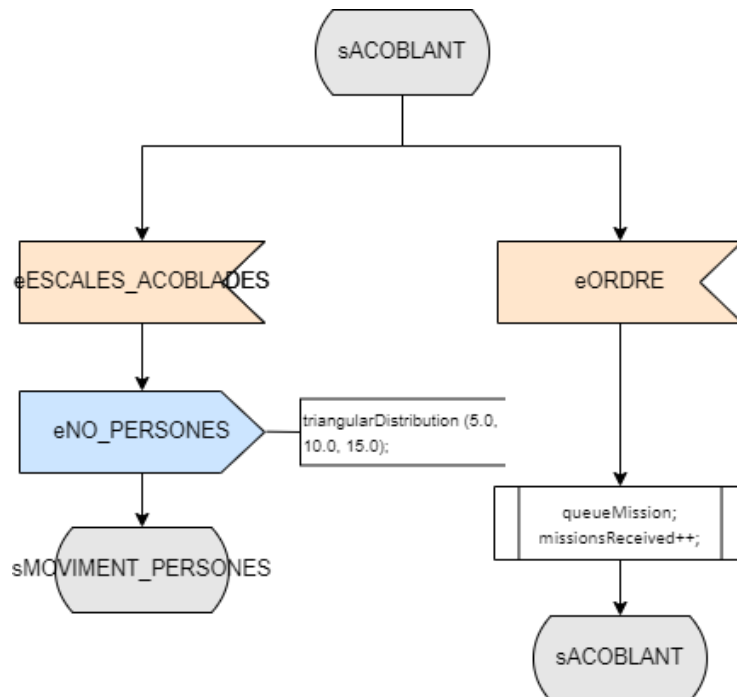 sACOBLANT
eESCALES_ACOBLADES
eORDRE
eNO_PERSONES
triangularDistribution (5.0,
10.0, 15.0);
queueMission;
missionsReceived++;
sMOVIMENT_PERSONES
sACOBLANT